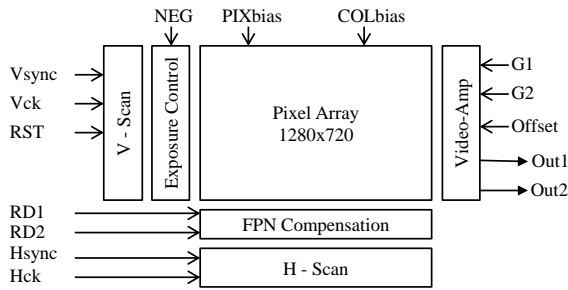 NEG PIXbias COLbias
Vsync
Vck
RST
V - Scan
Exposure Control
Pixel Array
1280x720
Video-Amp
G1
G2
Offset
Out1
Out2
RD1
RD2
FPN Compensation
Hsync
Hck
H - Scan